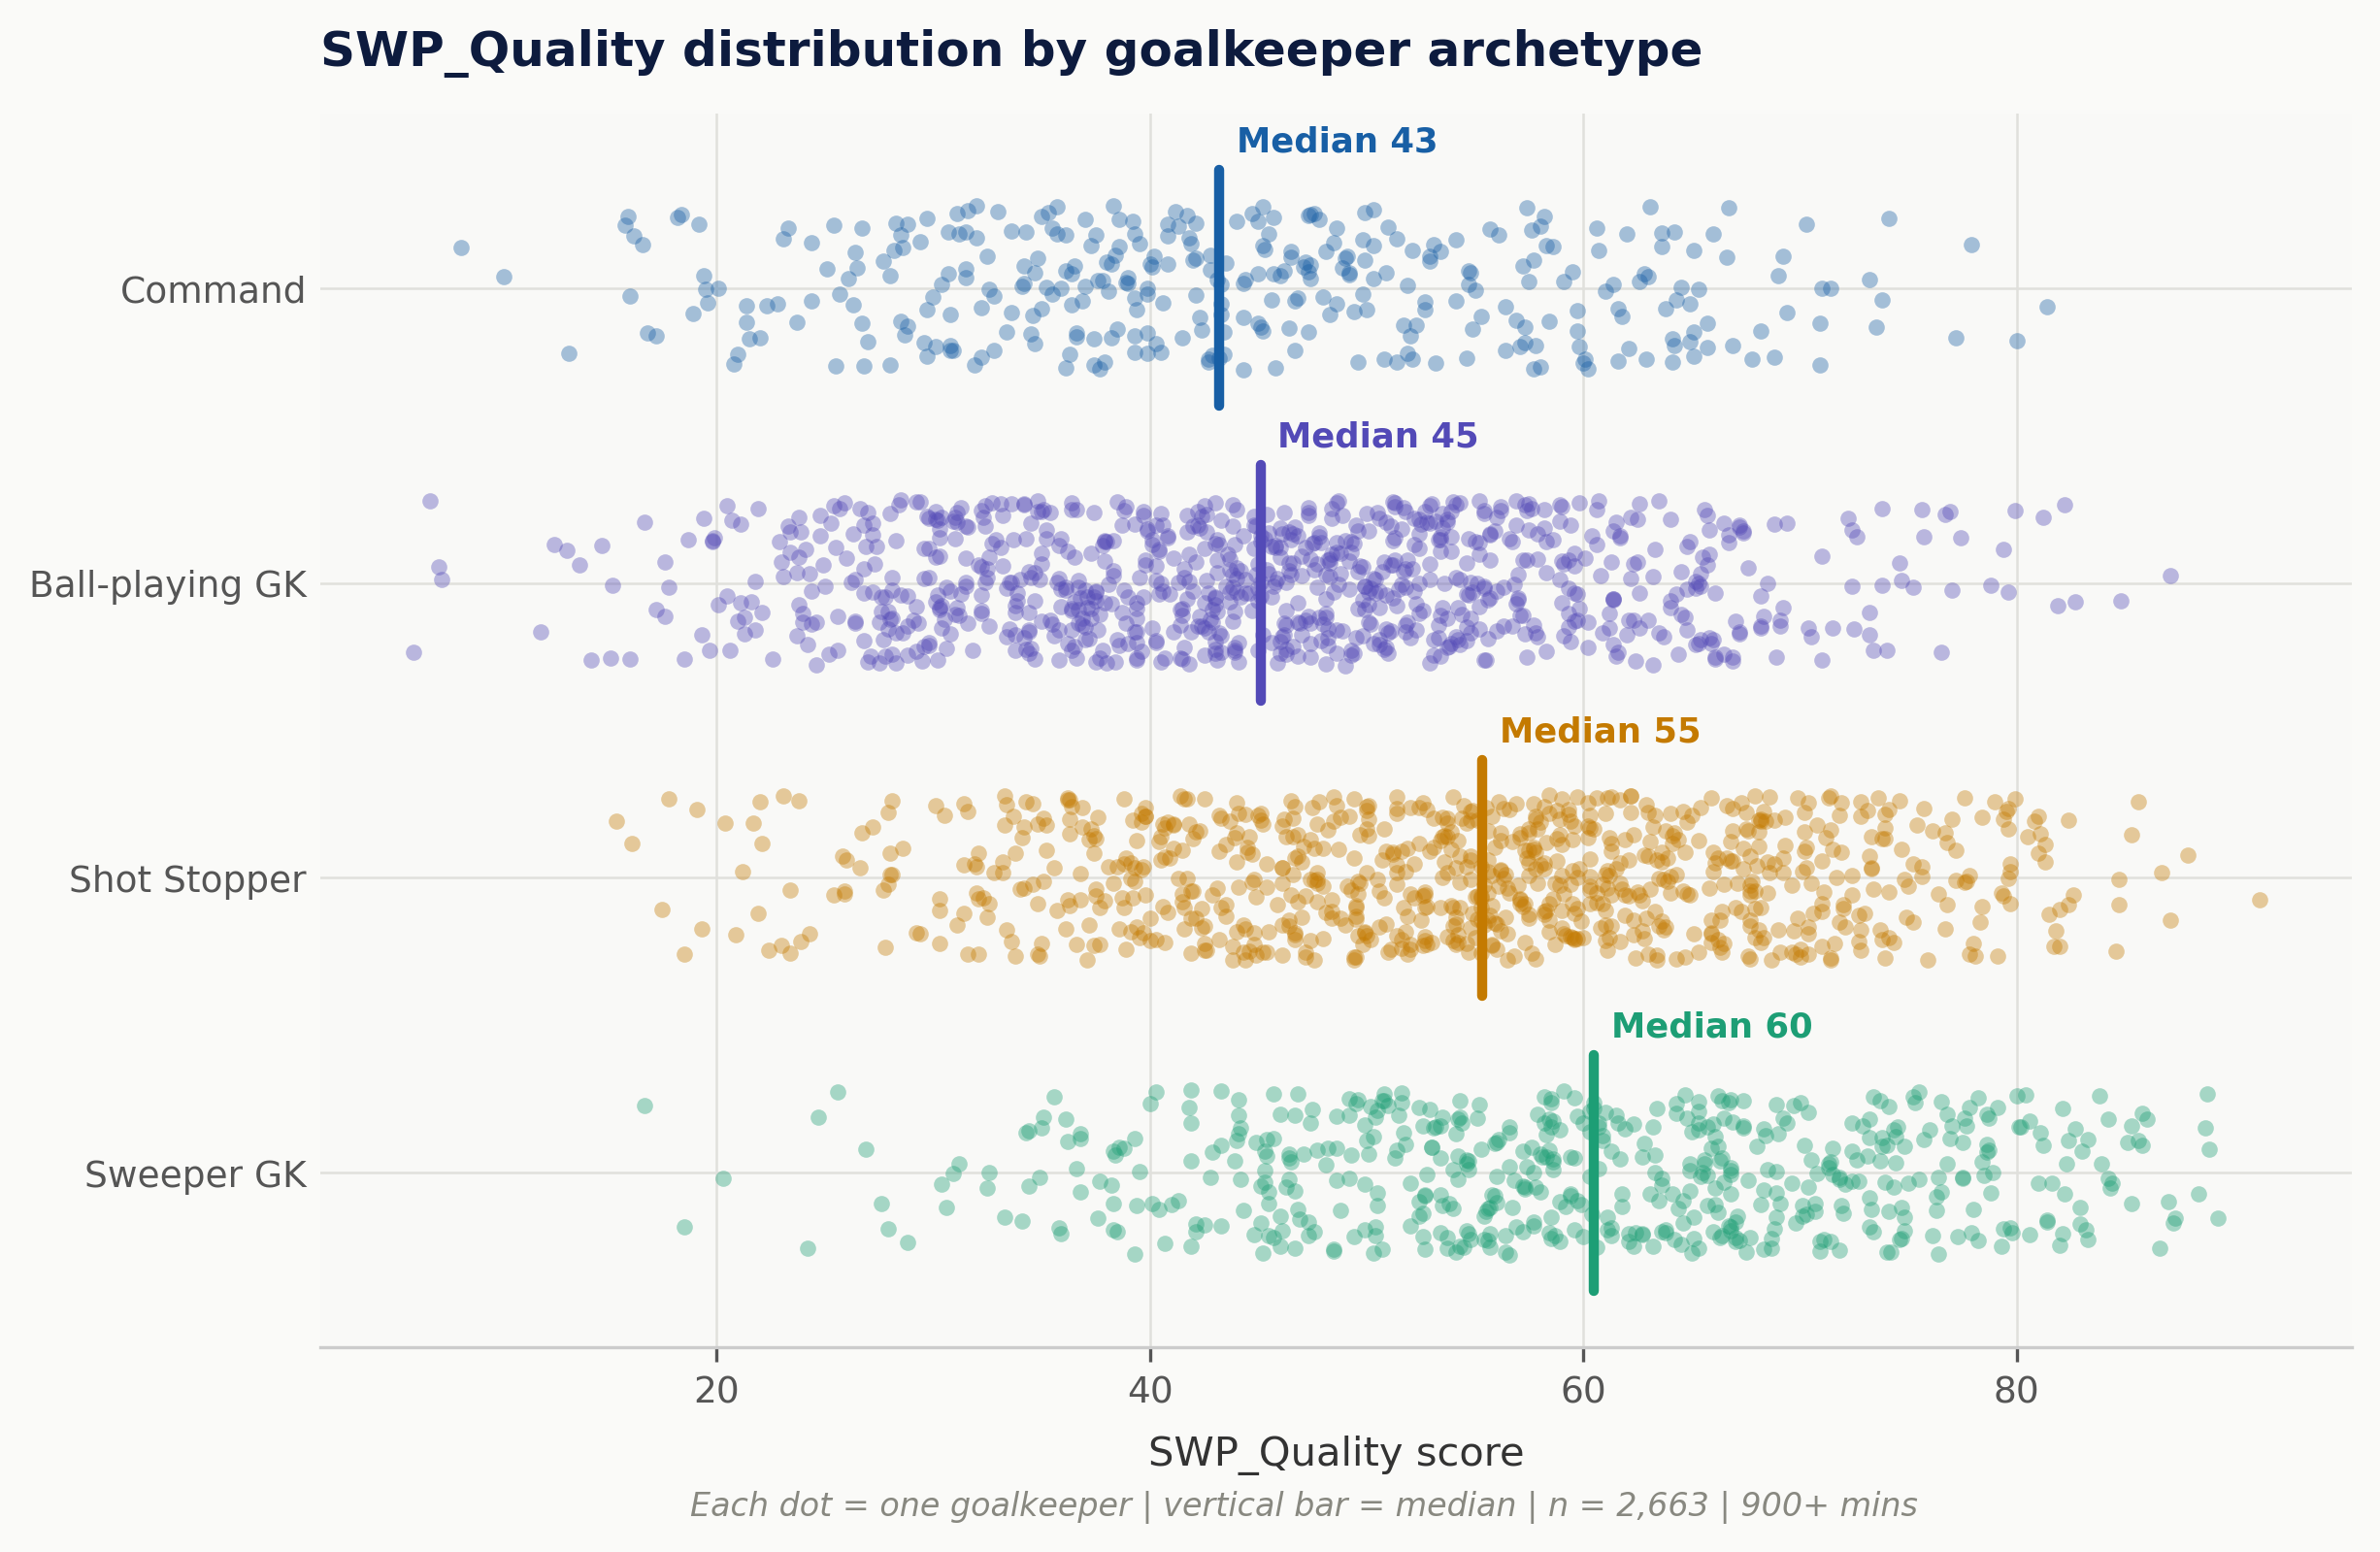 SWP_Quality distribution by goalkeeper archetype
Median 43
Command
Median 45
Ball-playing GK
Median 55
Shot Stopper
Median 60
Sweeper GK
20 40 60 80
SWP_Quality score
Each dot = one goalkeeper | vertical bar = median | n = 2,663 | 900+ mins